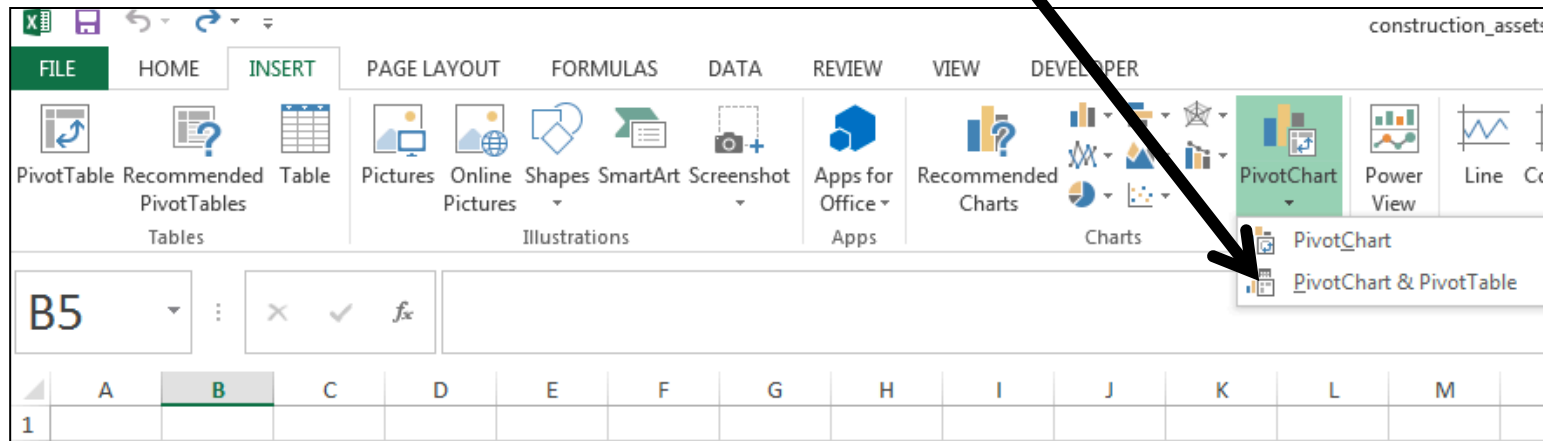 construction_assets
FILE HOME INSERT PAGE LAYOUT FORMULAS DATA REVIEW VIEW DEVELOPER
PivotTable Recommended Table Pictures Online Shapes SmartArt Screenshot Apps for Recommended PivotChart Power Line
PivotTables Pictures Office Charts View
Tables Illustrations Apps Charts
PivotChart
PivotChart & PivotTable
B5 fx
A B C D E F G H I J K L M
1